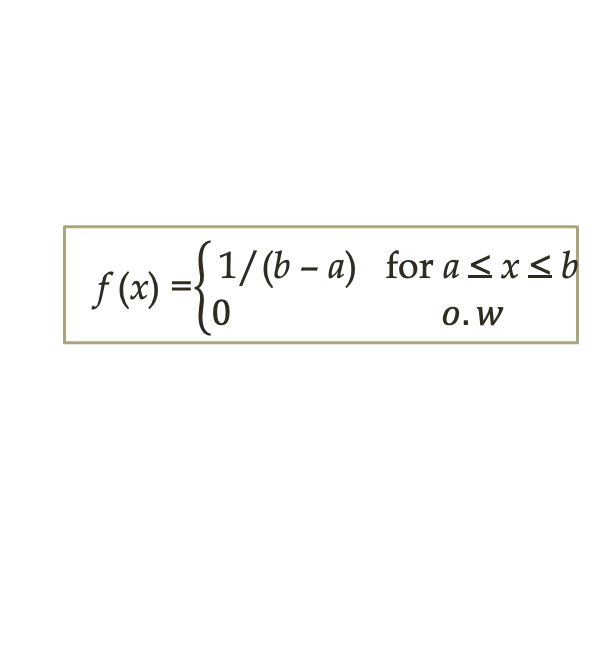 f (x) = { 1/(b – a) for a ≤ x ≤ b
0 o.w